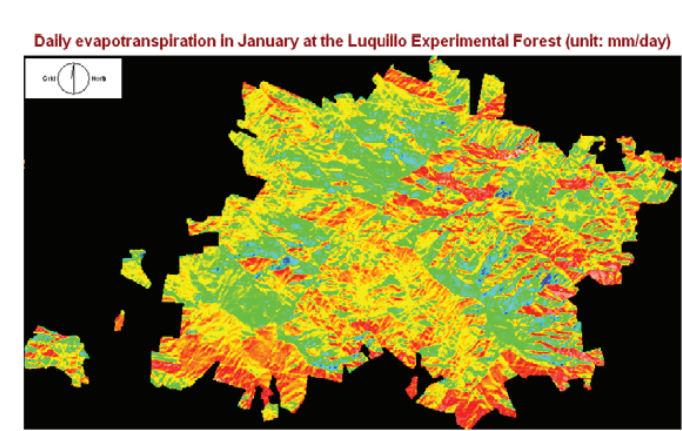 Daily evapotranspiration in January at the Luquillo Experimental Forest (unit: mm/day)
Grid North